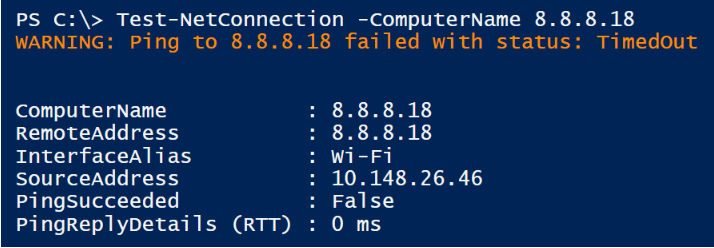 PS C:\> Test-NetConnection -ComputerName 8.8.8.18
WARNING: Ping to 8.8.8.18 failed with status: TimedOut
ComputerName : 8.8.8.18
RemoteAddress : 8.8.8.18
InterfaceAlias : Wi-Fi
SourceAddress : 10.148.26.46
PingSucceeded : False
PingReplyDetails (RTT) : 0 ms